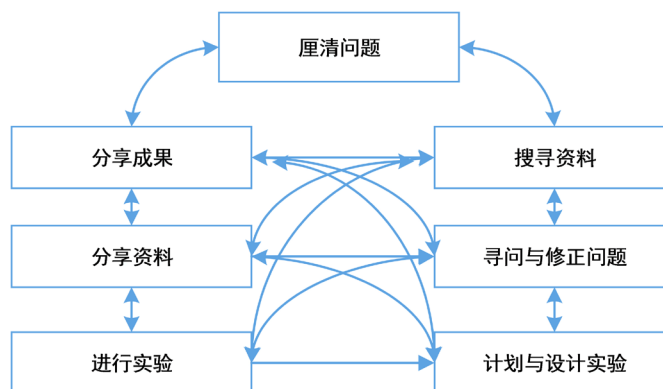 厘清问题
分享成果
搜寻资料
分享资料
寻问与修正问题
进行实验
计划与设计实验